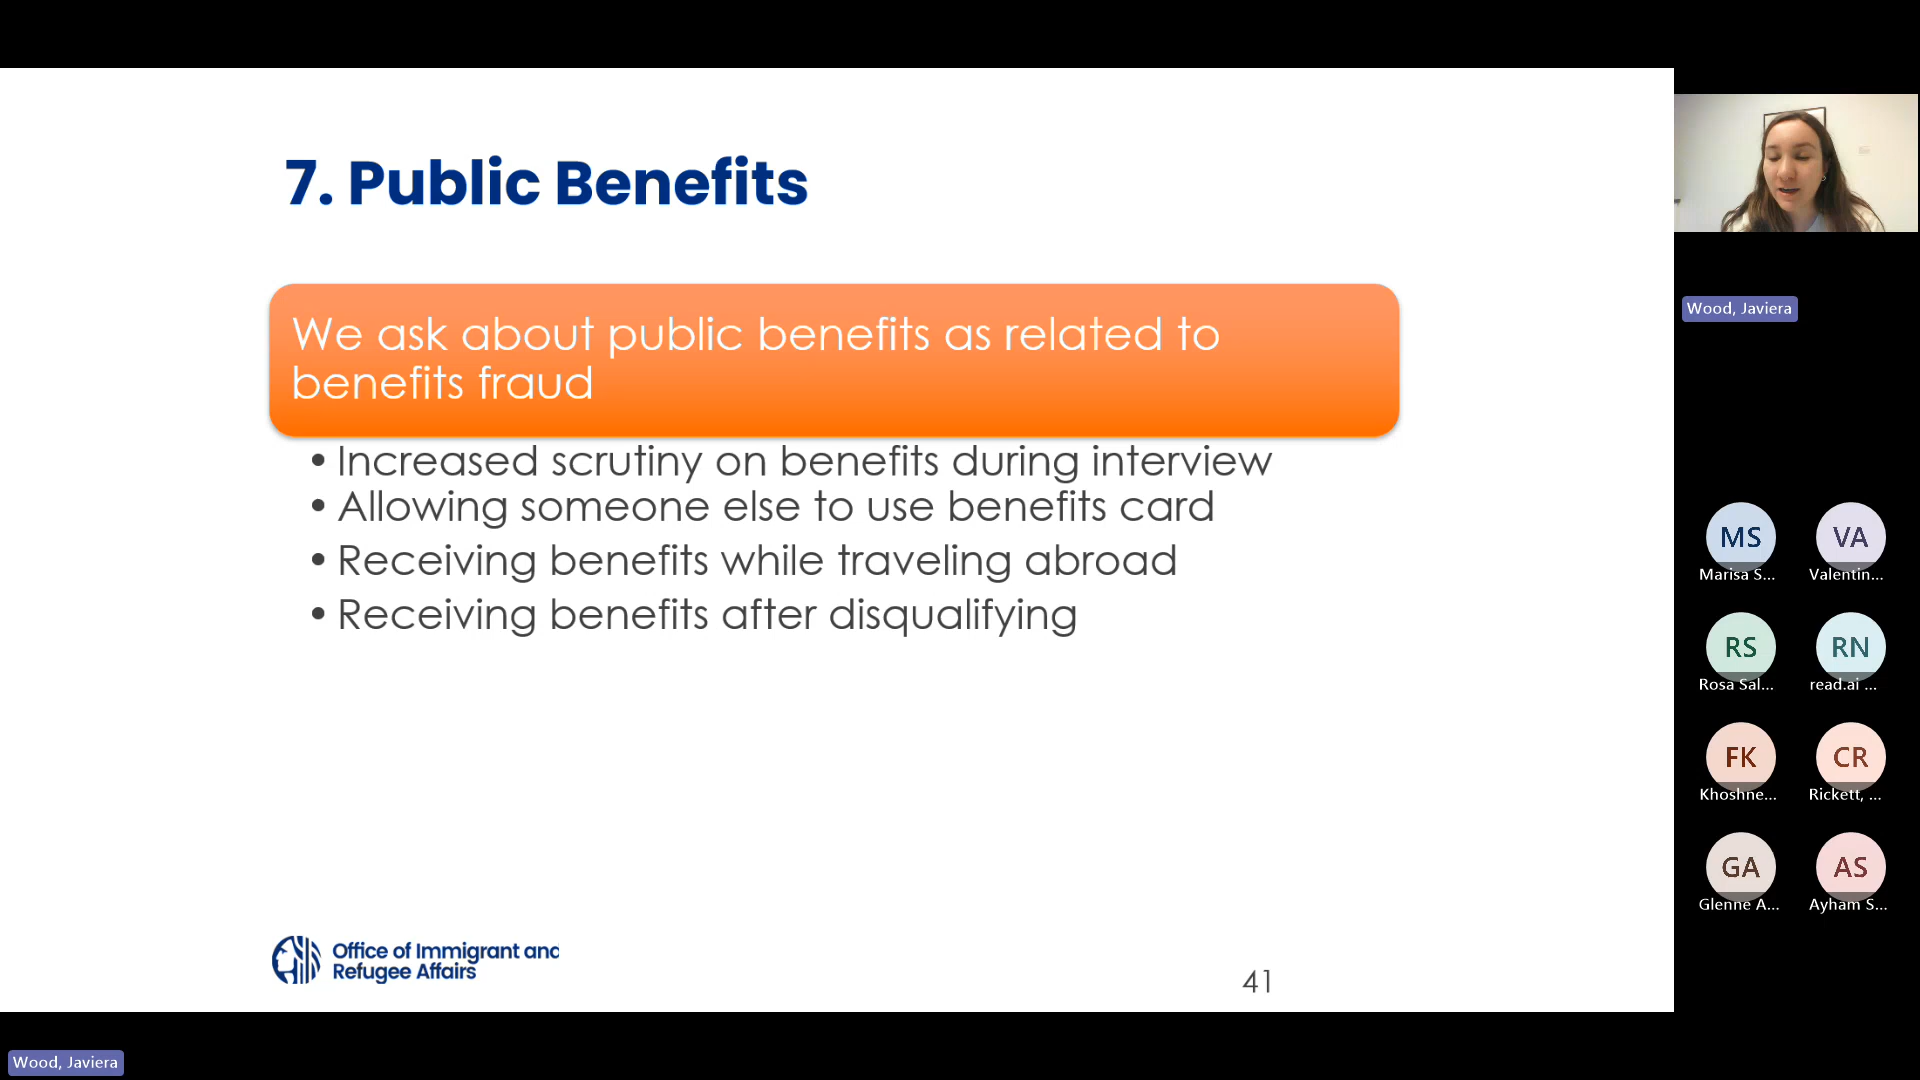 7. Public Benefits
We ask about public benefits as related to
benefits fraud
• Increased scrutiny on benefits during interview
• Allowing someone else to use benefits card
• Receiving benefits while traveling abroad
• Receiving benefits after disqualifying
Office of Immigrant and
Refugee Affairs
41
Wood, Javiera
MS
Marisa S...
VA
Valentin...
RS
Rosa Sal...
RN
read.ai ...
FK
Khoshne...
CR
Rickett, ...
GA
Glenne A...
AS
Ayham S...
Wood, Javiera